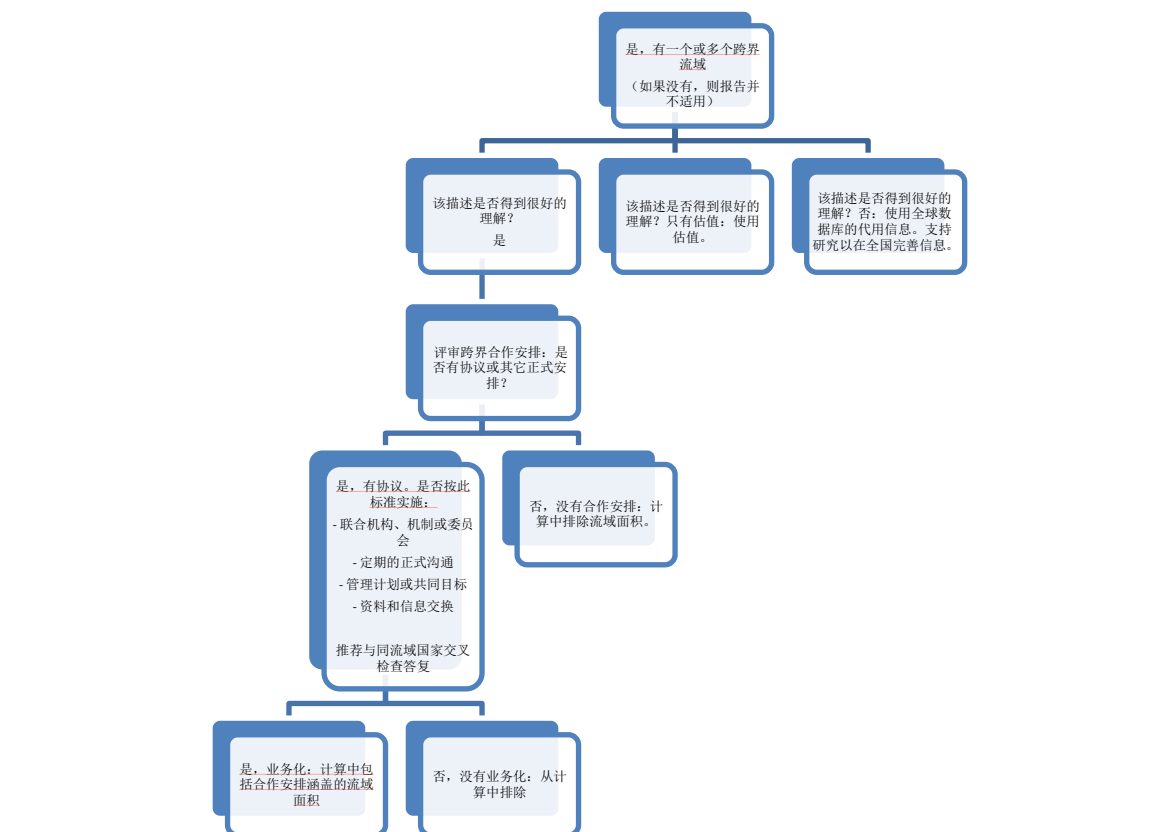 是，有一个或多个跨界
流域
（如果没有，则报告并
不适用）
该描述是否得到很好的
理解？
是
该描述是否得到很好的
理解？只有估值：使用
估值。
该描述是否得到很好的
理解？否：使用全球数
据库的代用信息。支持
研究以在全国完善信息。
评审跨界合作安排：是
否有协议或其它正式安
排？
是，有协议。是否按此
标准实施：
- 联合机构、机制或委员
会
- 定期的正式沟通
- 管理计划或共同目标
- 资料和信息交换
推荐与同流域国家交叉
检查答复
否，没有合作安排：计
算中排除流域面积。
是，业务化：计算中包
括合作安排涵盖的流域
面积
否，没有业务化：从计
算中排除